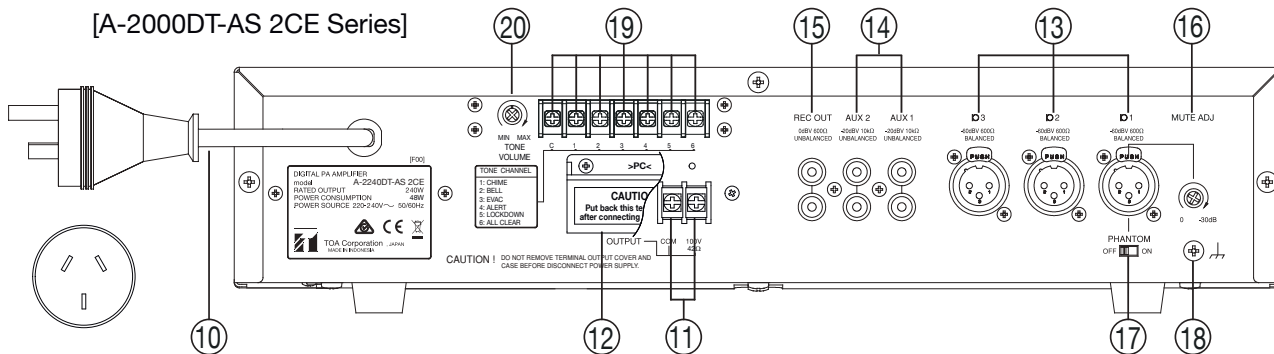 [A-2000DT-AS 2CE Series]
20
19
15
14
13
16
MIN MAX
TONE
VOLUME
C 1 2 3 4 5 6
REC OUT AUX 2 AUX 1
0dBV 600Ω -20dBV 10kΩ -20dBV 10kΩ
UNBALANCED UNBALANCED UNBALANCED
3 2 1
-60dBV 600Ω -60dBV 600Ω -60dBV 600Ω
BALANCED BALANCED BALANCED
PUSH PUSH PUSH
MUTE ADJ
0 -30dB
[F00]
DIGITAL PA AMPLIFIER
model A-2240DT-AS 2CE
RATED OUTPUT 240W
POWER CONSUMPTION 48W
POWER SOURCE 220-240V～ 50/60Hz
CE
TOA Corporation , JAPAN
MADE IN INDONESIA
TONE CHANNEL
1: CHIME
2: BELL
3: EVAC
4: ALERT
5: LOCKDOWN
6: ALL CLEAR
>PC<
CAUTIO
Put back this te
after connecting
OUTPUT COM 100V
42Ω
CAUTION ! DO NOT REMOVE TERMINAL OUTPUT COVER AND
CASE BEFORE DISCONNECT POWER SUPPLY.
PHANTOM
OFF ON
10
12
11
17
18